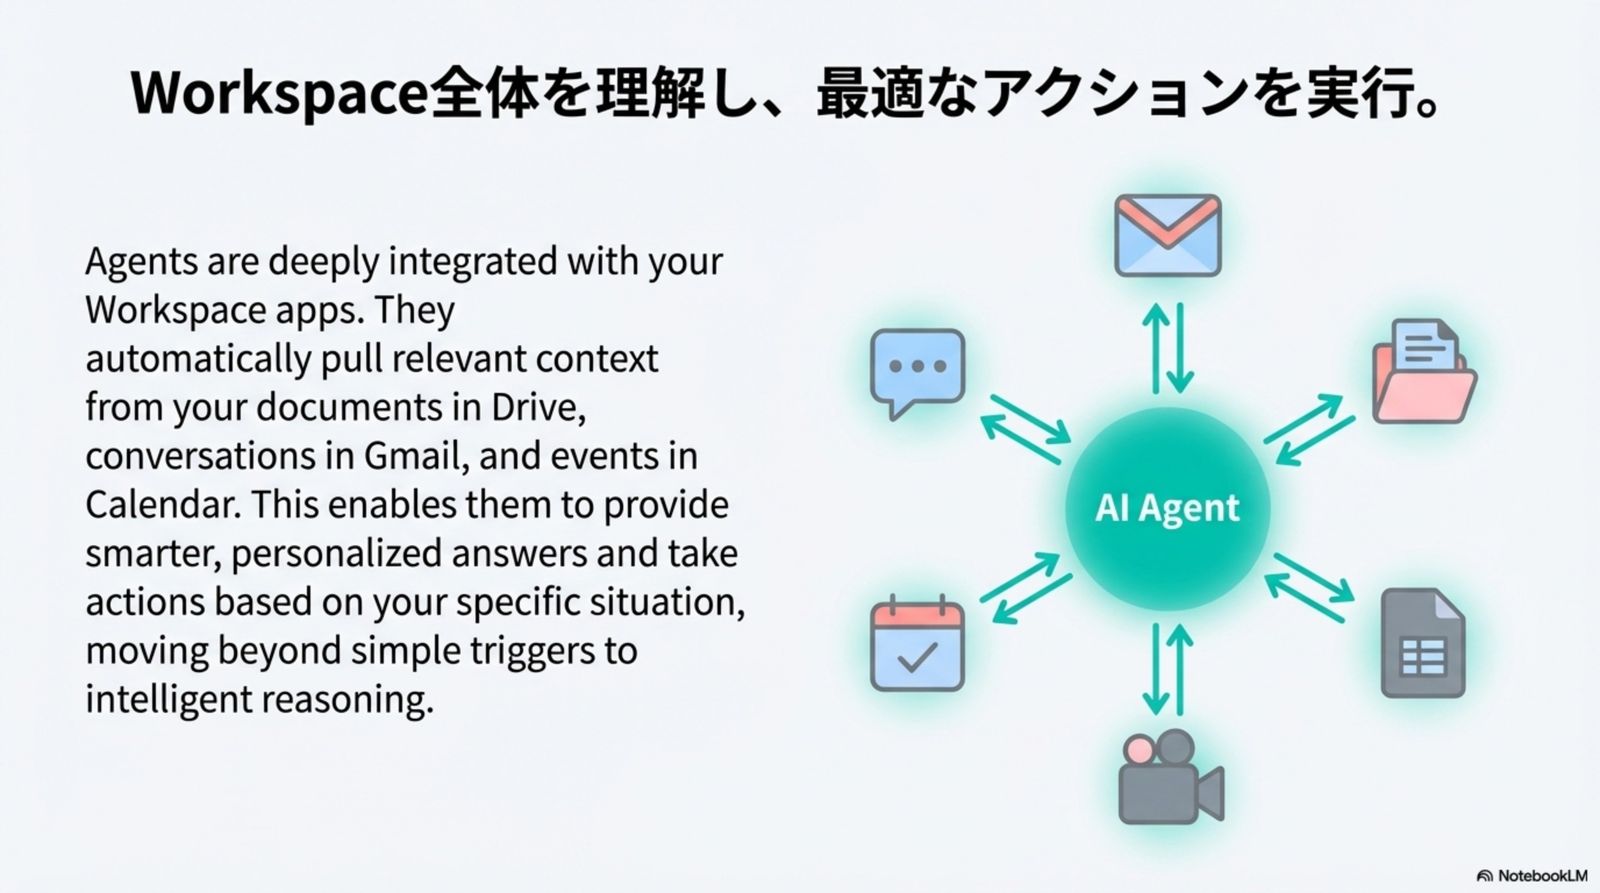 Workspace全体を理解し、最適なアクションを実行。
Agents are deeply integrated with your
Workspace apps. They
automatically pull relevant context
from your documents in Drive,
conversations in Gmail, and events in
Calendar. This enables them to provide
smarter, personalized answers and take
actions based on your specific situation,
moving beyond simple triggers to
intelligent reasoning.
AI Agent
NotebookLM